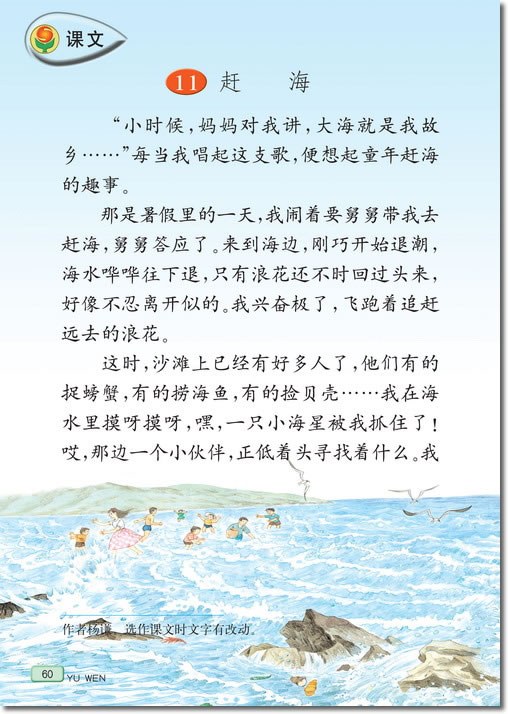 课文
11 赶 海
“小时候，妈妈对我讲，大海就是我故
乡……”每当我唱起这支歌，便想起童年赶海
的趣事。
那是暑假里的一天，我闹着要舅舅带我去
赶海，舅舅答应了。来到海边，刚巧开始退潮，
海水哗哗往下退，只有浪花还不时回过头来，
好像不忍离开似的。我兴奋极了，飞跑着追赶
远去的浪花。
这时，沙滩上已经有好多人了，他们有的
捉螃蟹，有的捞海鱼，有的捡贝壳……我在海
水里摸呀摸呀，嘿，一只小海星被我抓住了！
哎，那边一个小伙伴，正低着头寻找着什么。我
作者杨谨，选作课文时文字有改动。
60
YU WEN